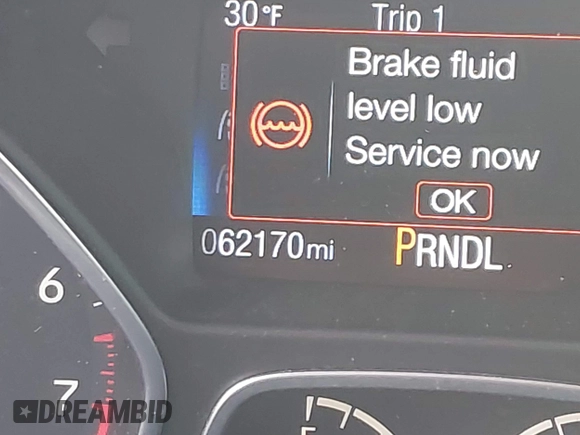 30°F Trip 1
Brake fluid
level low
Service now
OK
062170mi PRNDL
6
7
F
DREAMBID